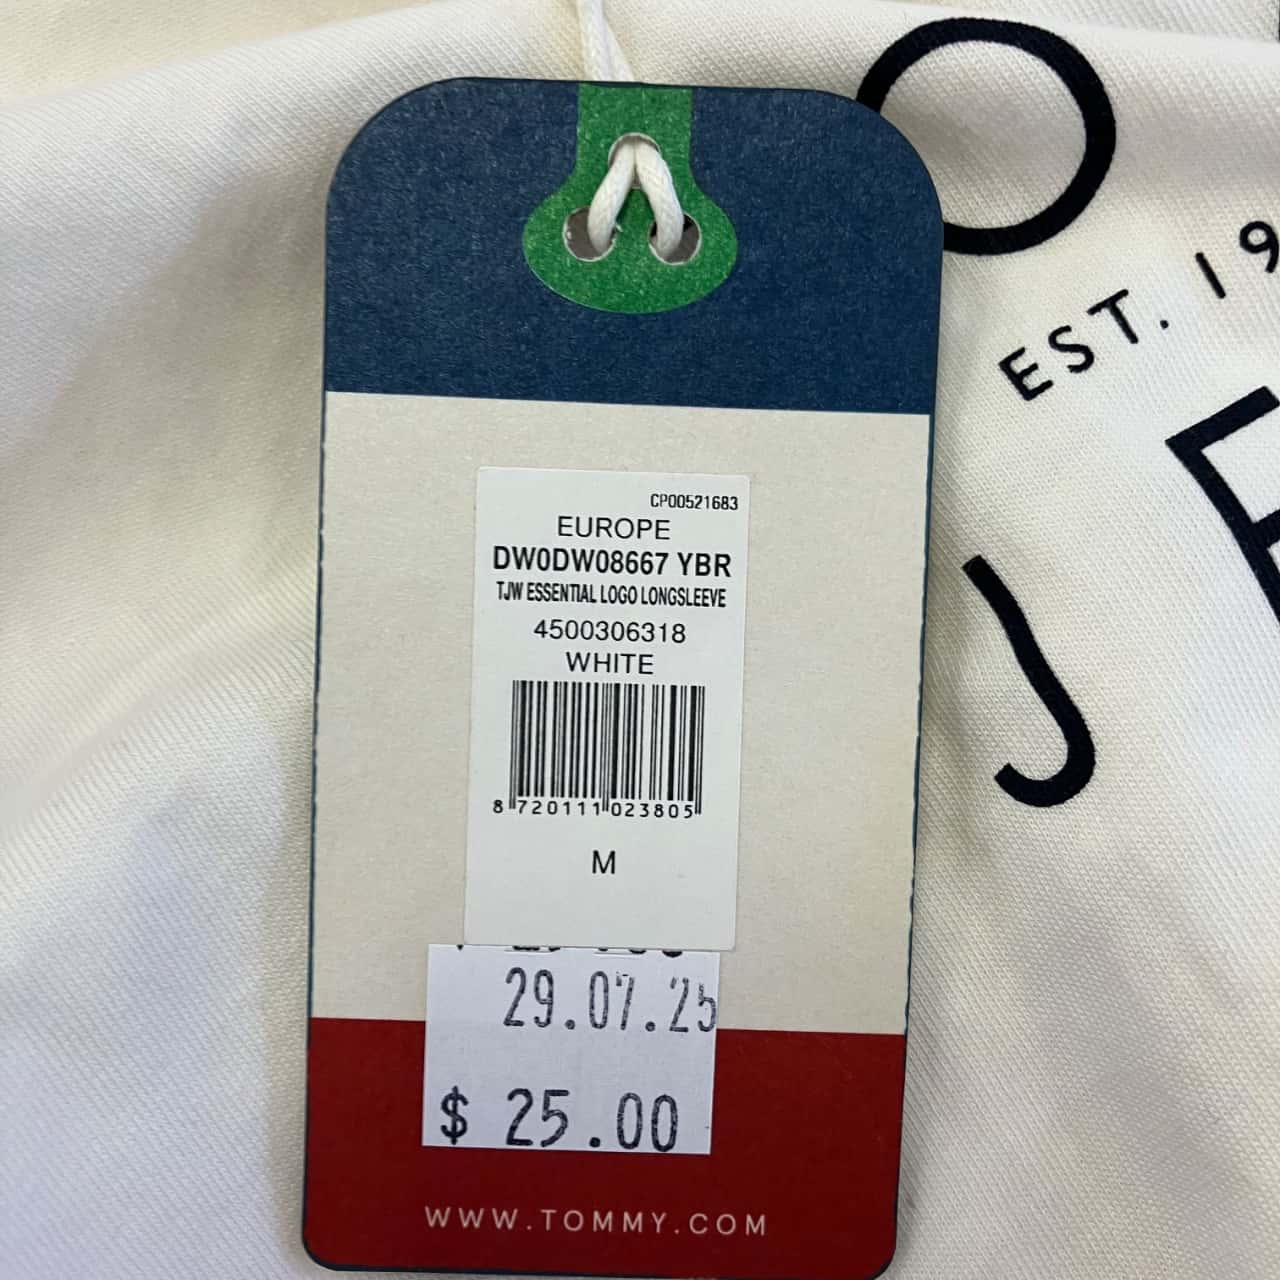 O
EST. 19
E
J
CP00521683
EUROPE
DW0DW08667 YBR
TJW ESSENTIAL LOGO LONGSLEEVE
4500306318
WHITE
8 720111 023805
M
29.07.25
$ 25.00
WWW.TOMMY.COM